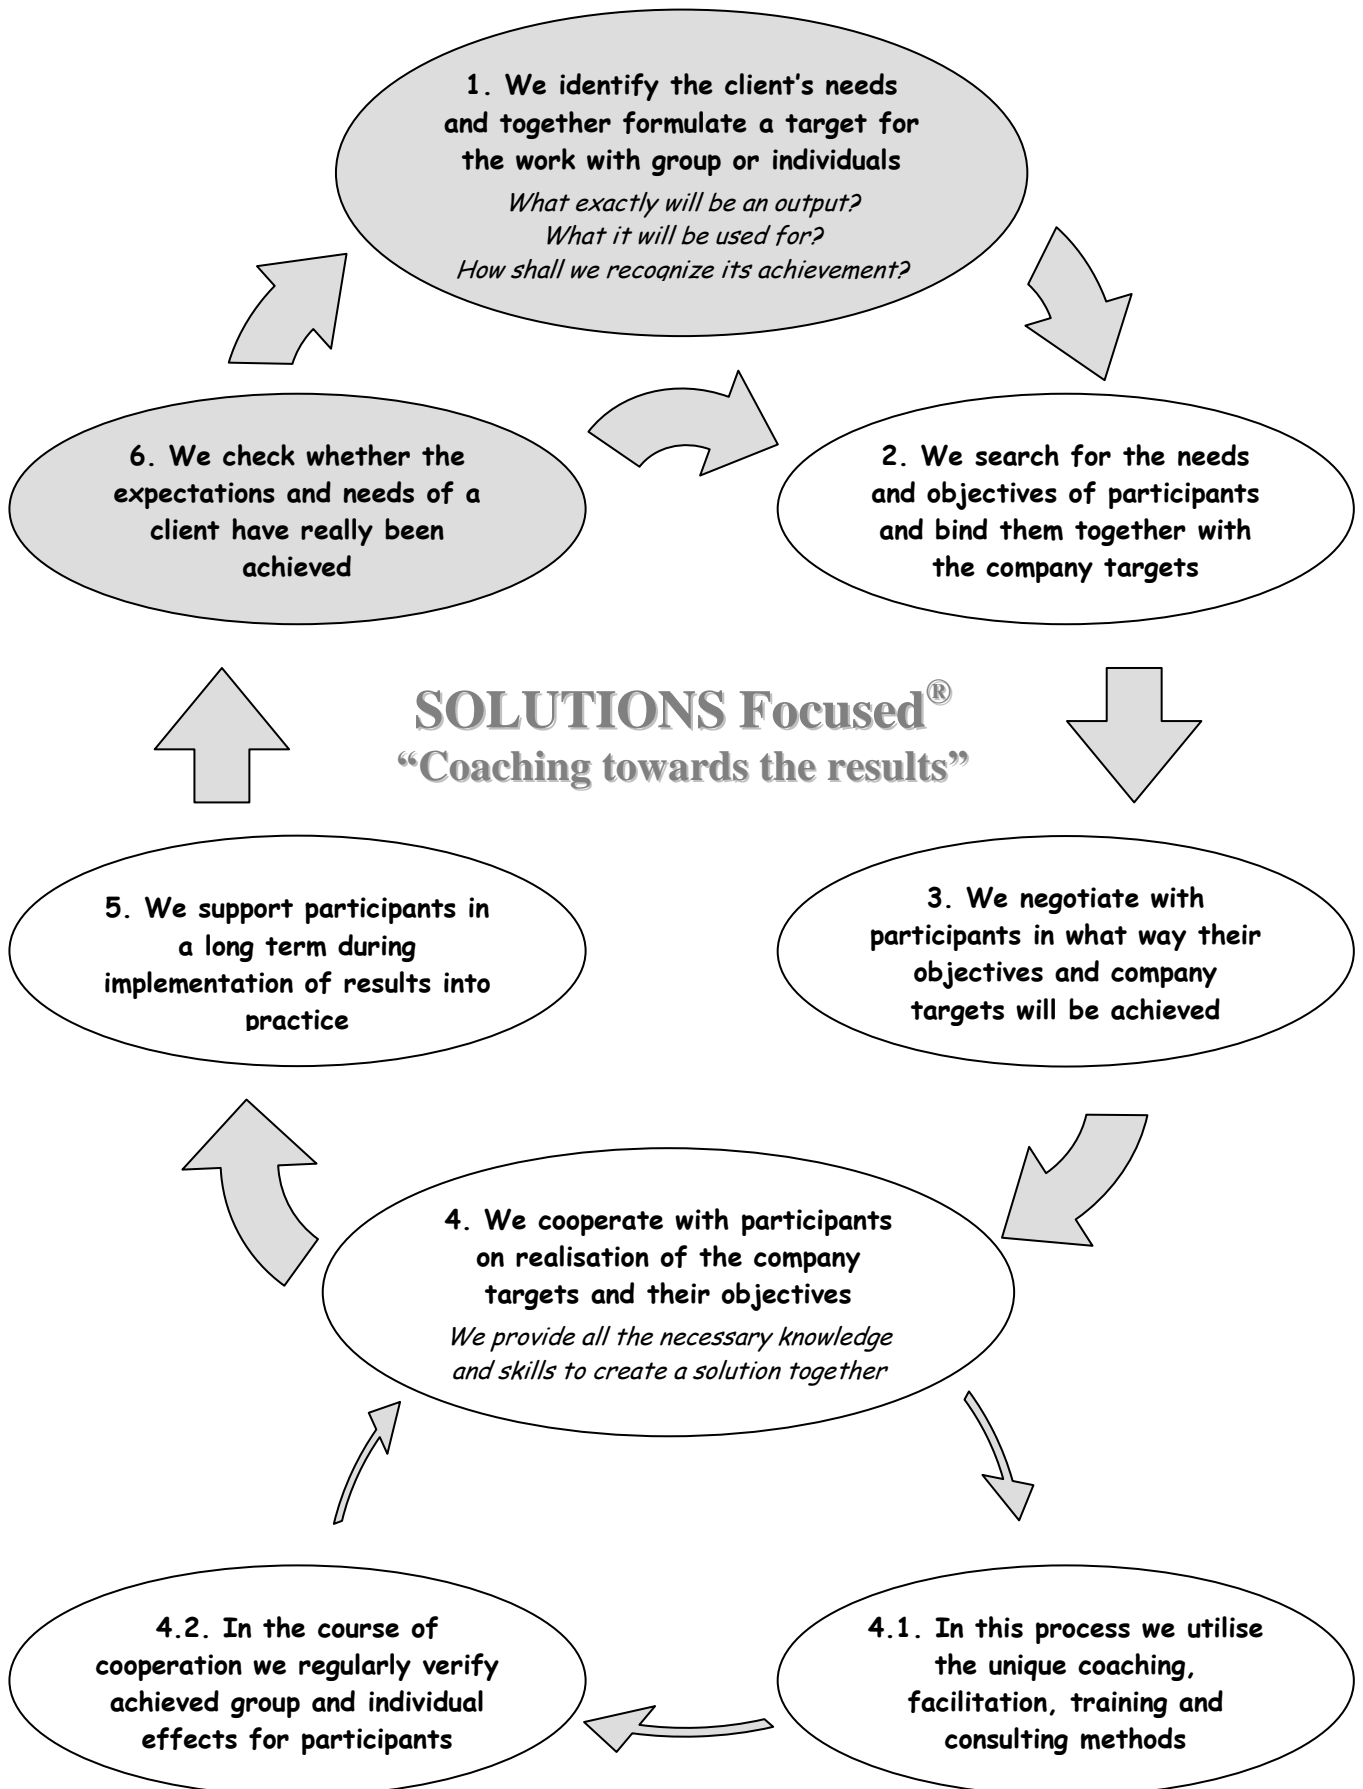 1. We identify the client's needs
and together formulate a target for
the work with group or individuals
What exactly will be an output?
What it will be used for?
How shall we recognize its achievement?
6. We check whether the
expectations and needs of a
client have really been
achieved
2. We search for the needs
and objectives of participants
and bind them together with
the company targets
SOLUTIONS Focused®
“Coaching towards the results”
5. We support participants in
a long term during
implementation of results into
practice
3. We negotiate with
participants in what way their
objectives and company
targets will be achieved
4. We cooperate with participants
on realisation of the company
targets and their objectives
We provide all the necessary knowledge
and skills to create a solution together
4.2. In the course of
cooperation we regularly verify
achieved group and individual
effects for participants
4.1. In this process we utilise
the unique coaching,
facilitation, training and
consulting methods